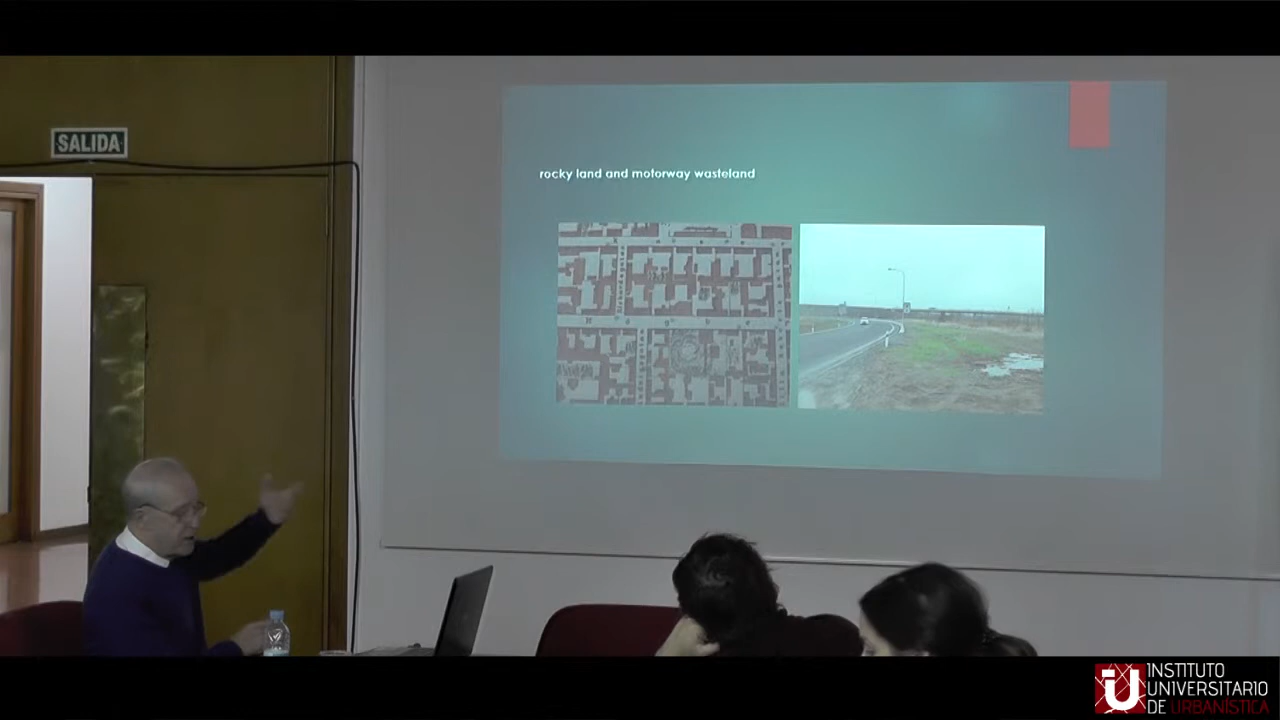 SALIDA
rocky land and motorway wasteland
INSTITUTO
UNIVERSITARIO
DE URBANÍSTICA